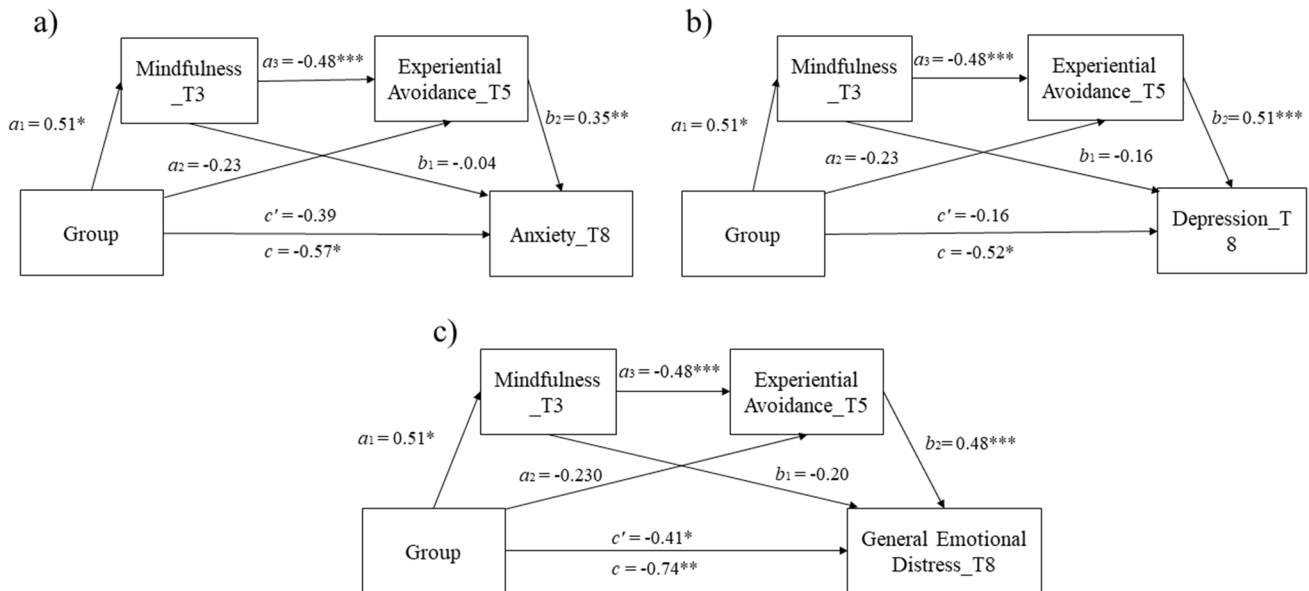 a)
Mindfulness
_T3
a3 = -0.48***
Experiential
Avoidance_T5
a1 = 0.51*
a2 = -0.23
b1 = -.0.04
b2 = 0.35**
Group
c' = -0.39
c = -0.57*
Anxiety_T8
b)
Mindfulness
_T3
a3 = -0.48***
Experiential
Avoidance_T5
a1 = 0.51*
a2 = -0.23
b1 = -0.16
b2 = 0.51***
Group
c' = -0.16
c = -0.52*
Depression_T
8
c)
Mindfulness
_T3
a3 = -0.48***
Experiential
Avoidance_T5
a1 = 0.51*
a2 = -0.230
b1 = -0.20
b2 = 0.48***
Group
c' = -0.41*
c = -0.74**
General Emotional
Distress_T8